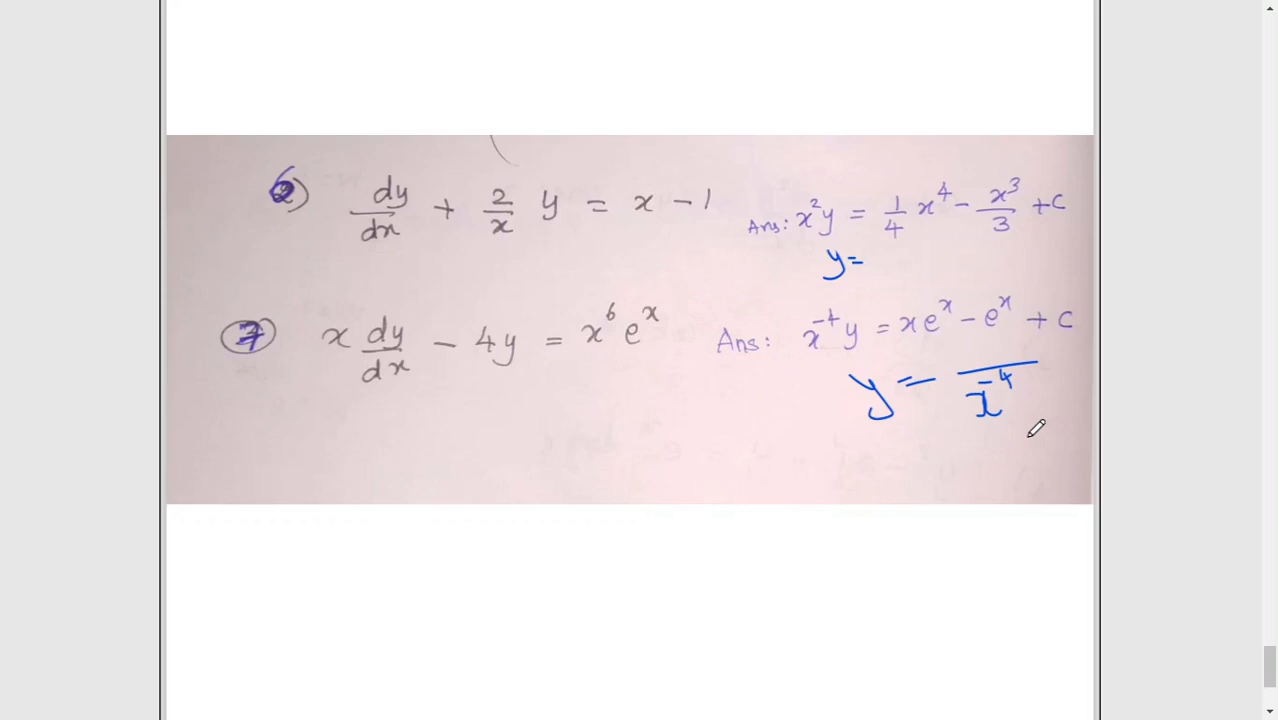 6) dy/dx + 2/x y = x - 1 Ans: x²y = 1/4 x⁴ - x³/3 + c
y =
7) x dy/dx - 4y = x⁶ eˣ Ans: x⁻⁴ y = xeˣ - eˣ + c
y = /x⁻⁴